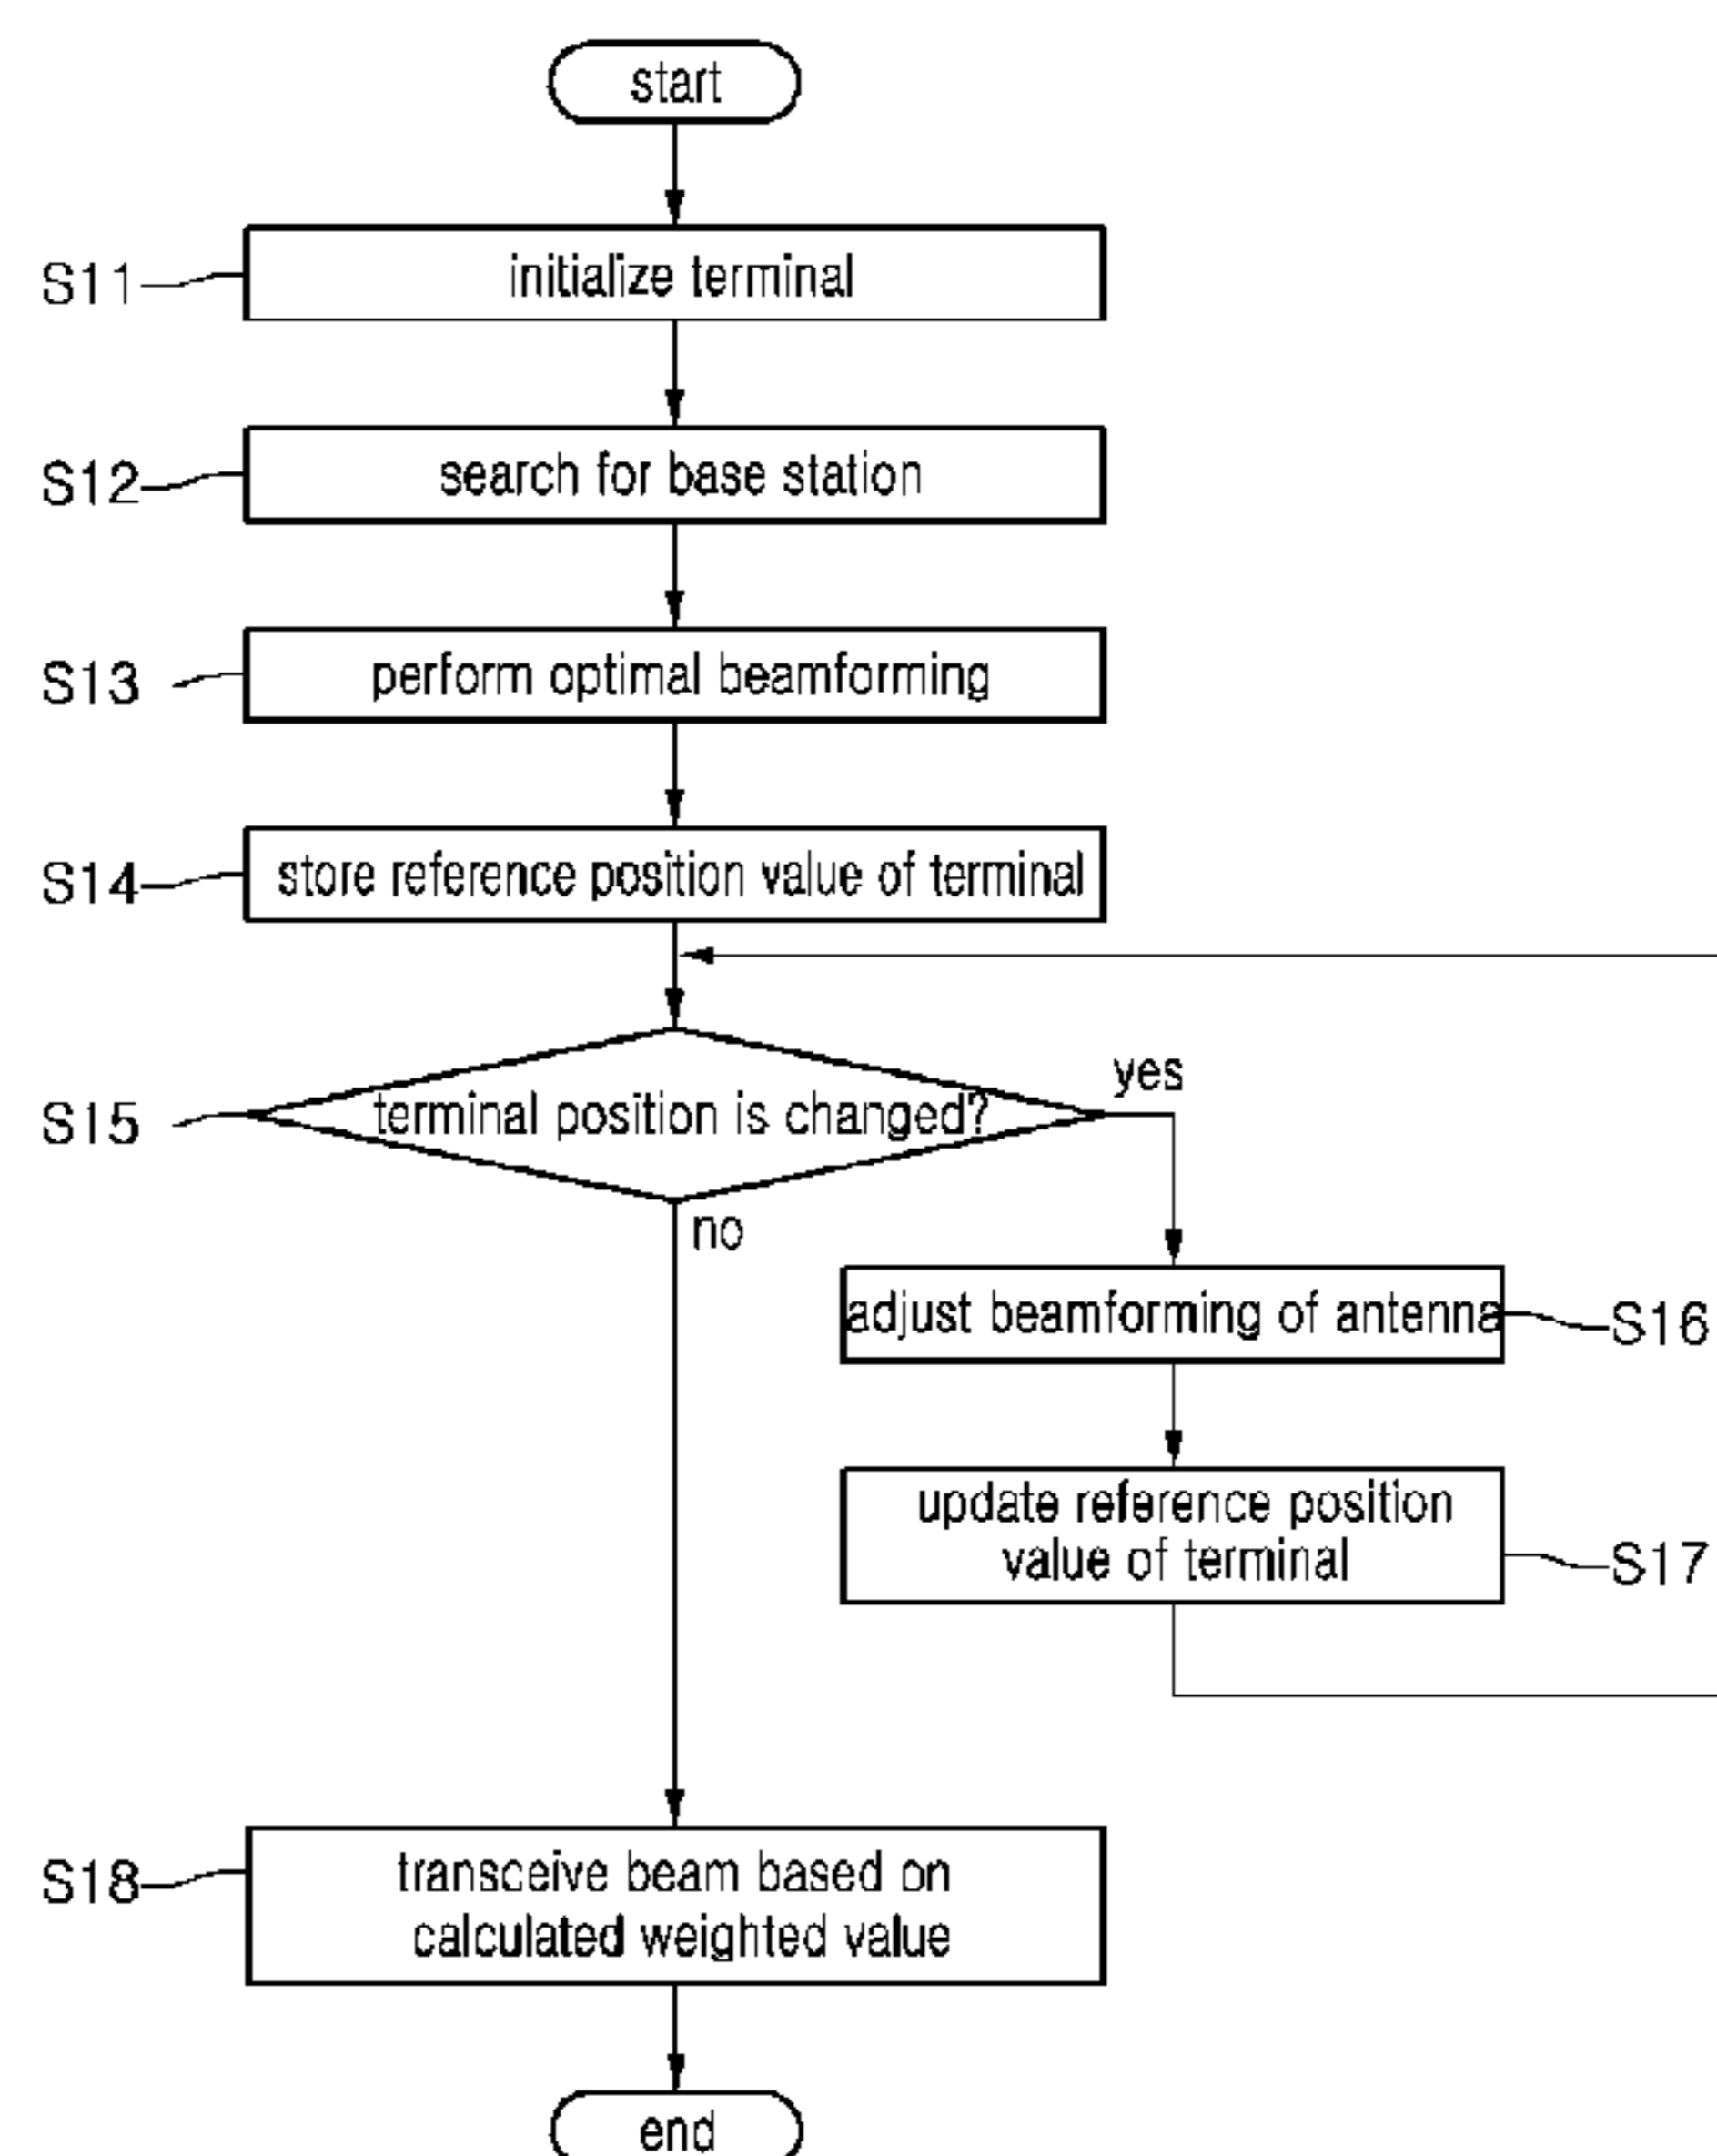 start
S11
initialize terminal
S12
search for base station
S13
perform optimal beamforming
S14
store reference position value of terminal
S15
terminal position is changed?
yes
no
adjust beamforming of antenna
S16
update reference position
value of terminal
S17
S18
transceive beam based on
calculated weighted value
end